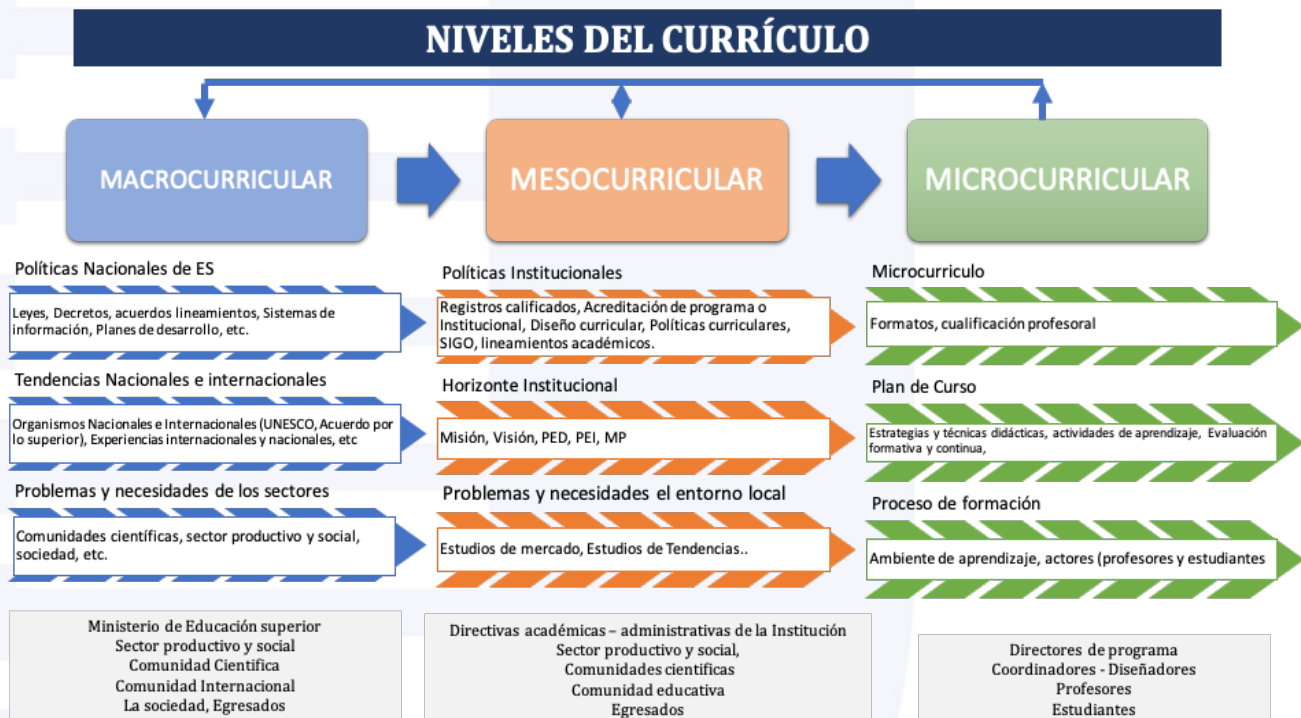 NIVELES DEL CURRÍCULO
MACROCURRICULAR
MESOCURRICULAR
MICROCURRICULAR
Políticas Nacionales de ES
Leyes, Decretos, acuerdos lineamientos, Sistemas de
información, Planes de desarrollo, etc.
Tendencias Nacionales e internacionales
Organismos Nacionales e Internacionales (UNESCO, Acuerdo por
lo superior), Experiencias internacionales y nacionales, etc
Problemas y necesidades de los sectores
Comunidades científicas, sector productivo y social,
sociedad, etc.
Ministerio de Educación superior
Sector productivo y social
Comunidad Cientifica
Comunidad Internacional
La sociedad, Egresados
Políticas Institucionales
Registros calificados, Acreditación de programa o
Institucional, Diseño curricular, Políticas curriculares,
SIGO, lineamientos académicos.
Horizonte Institucional
Misión, Visión, PED, PEI, MP
Problemas y necesidades el entorno local
Estudios de mercado, Estudios de Tendencias..
Directivas académicas – administrativas de la Institución
Sector productivo y social,
Comunidades cientificas
Comunidad educativa
Egresados
Microcurriculo
Formatos, cualificación profesoral
Plan de Curso
Estrategias y técnicas didácticas, actividades de aprendizaje, Evaluación
formativa y continua,
Proceso de formación
Ambiente de aprendizaje, actores (profesores y estudiantes
Directores de programa
Coordinadores - Diseñadores
Profesores
Estudiantes